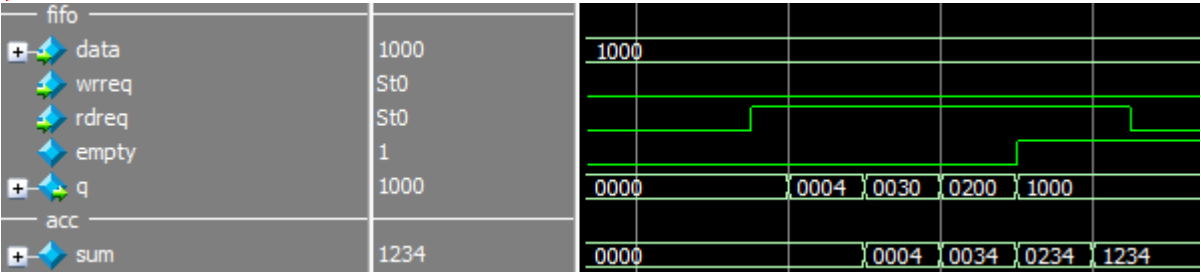 fifo
data 1000 1000
wrreq St0
rdreq St0
empty 1
q 1000 0000 0004 0030 0200 1000
acc
sum 1234 0000 0004 0034 0234 1234